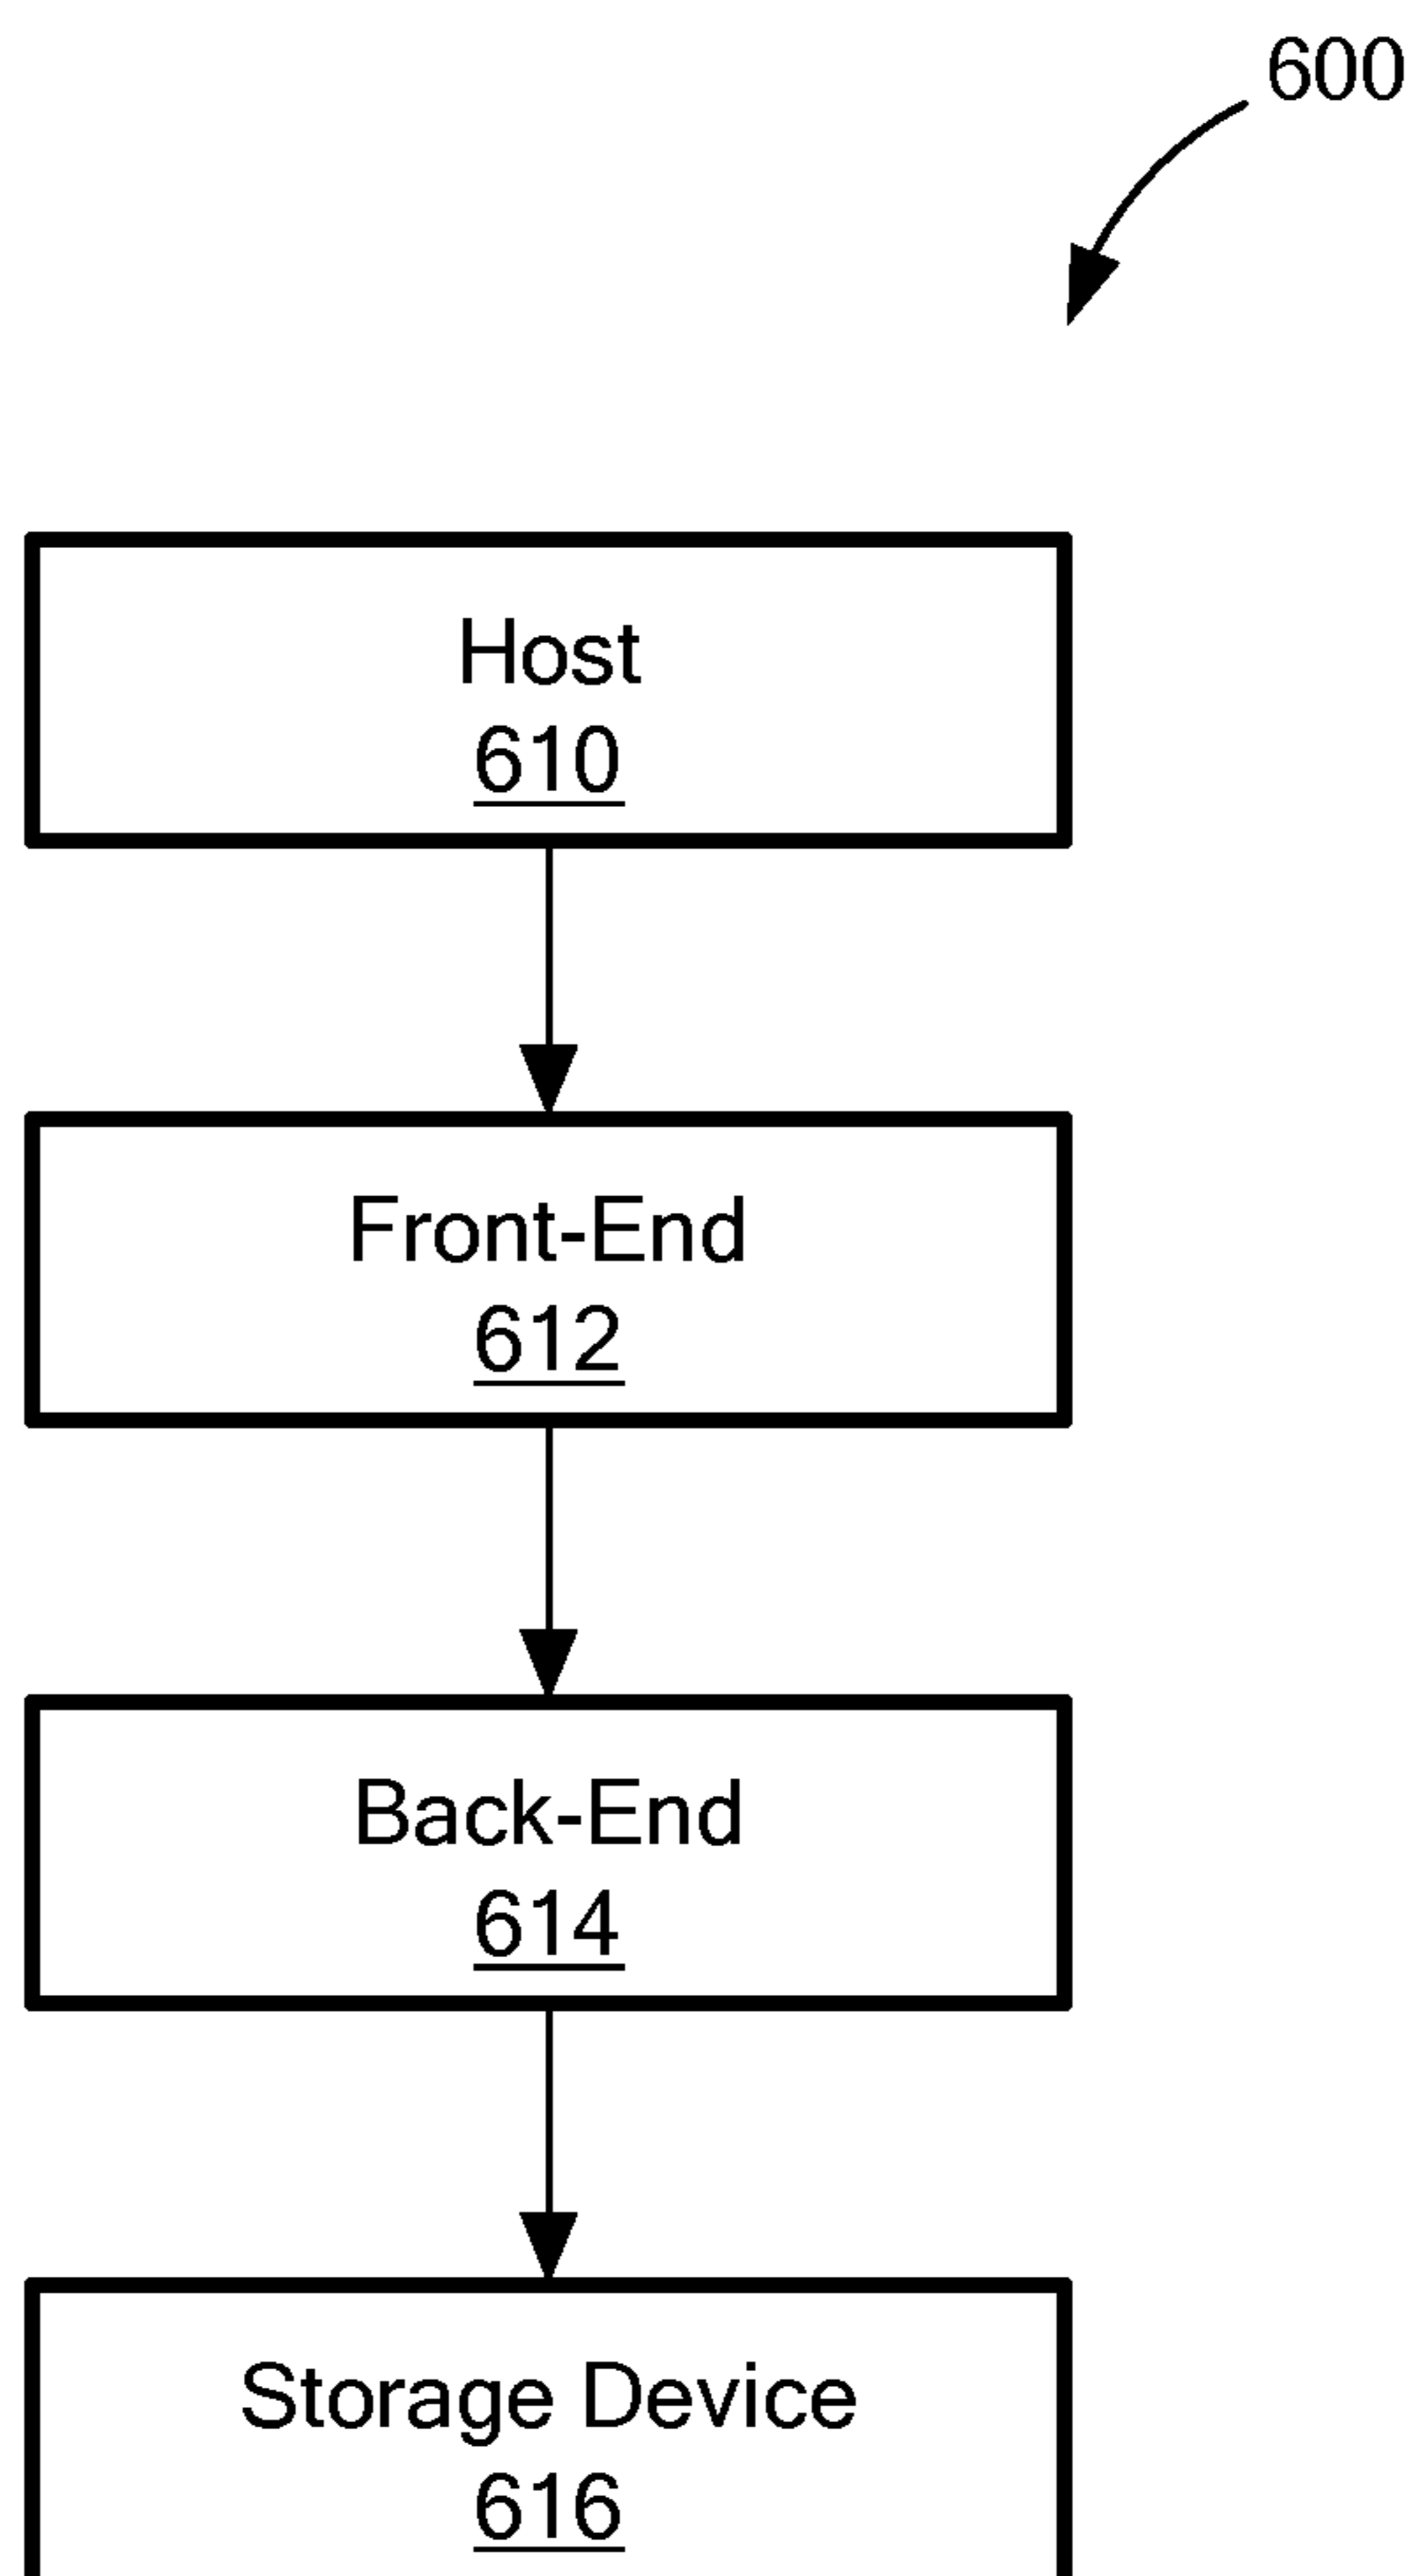 600
Host
610
Front-End
612
Back-End
614
Storage Device
616